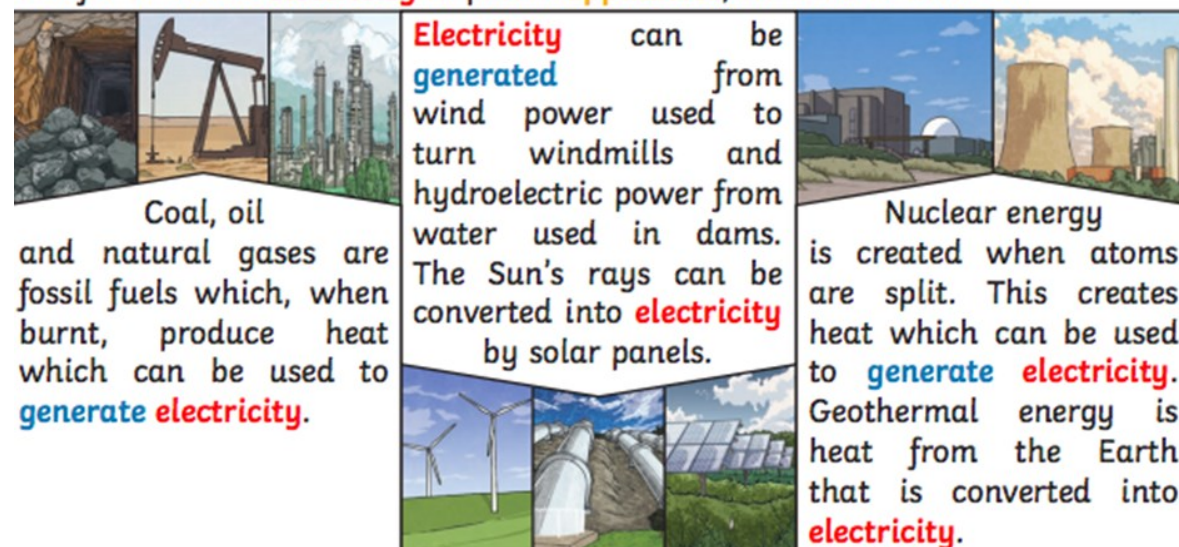 Coal, oil
and natural gases are
fossil fuels which, when
burnt, produce heat
which can be used to
generate electricity.
Electricity can be
generated from
wind power used to
turn windmills and
hydroelectric power from
water used in dams.
The Sun's rays can be
converted into electricity
by solar panels.
Nuclear energy
is created when atoms
are split. This creates
heat which can be used
to generate electricity.
Geothermal energy is
heat from the Earth
that is converted into
electricity.